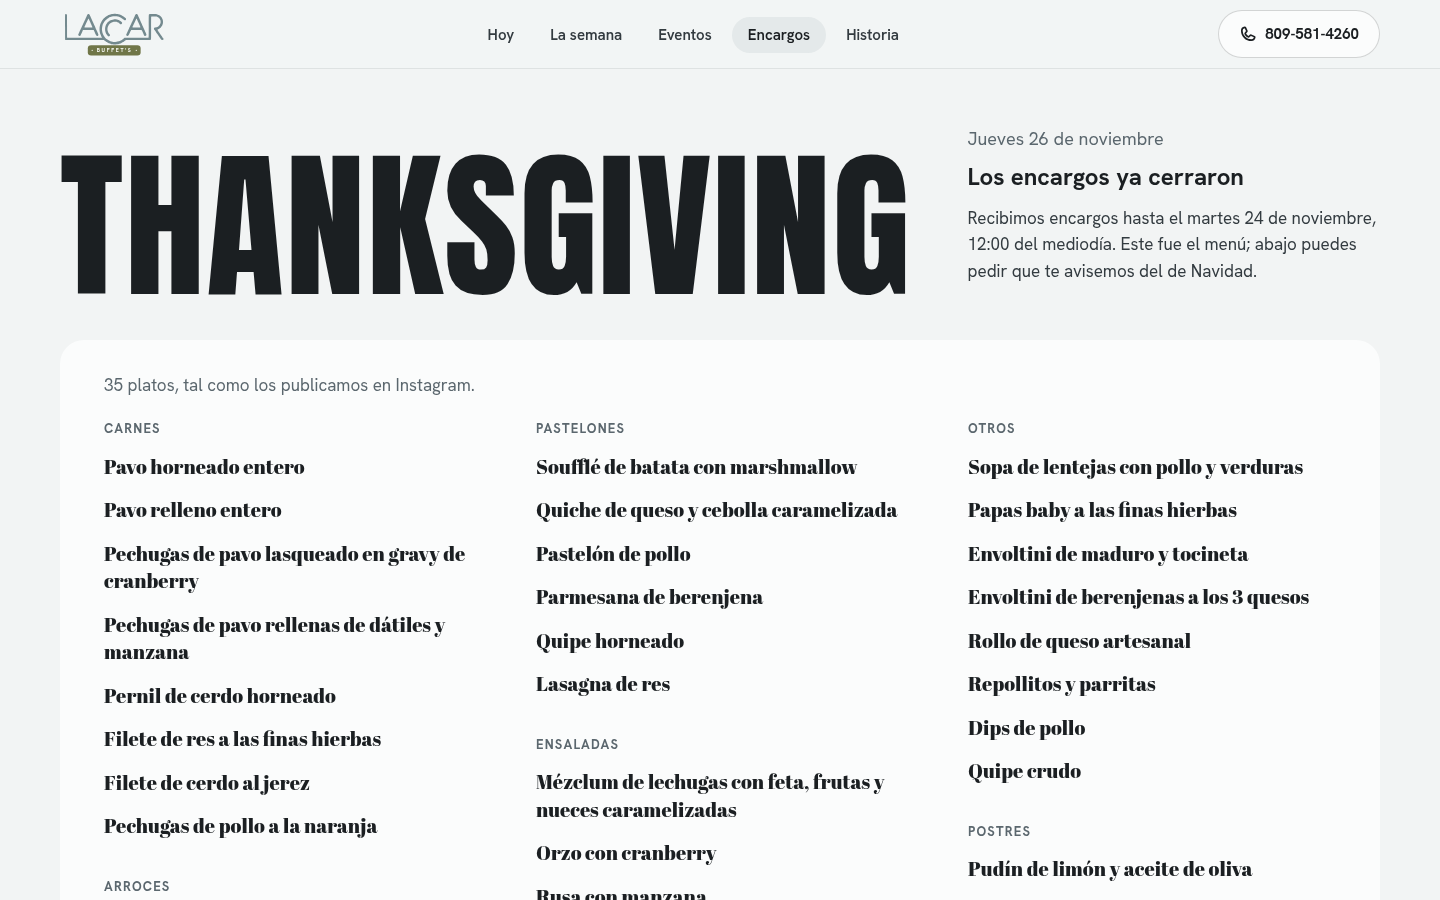 LACAR
BUFFET'S
Hoy
La semana
Eventos
Encargos
Historia
809-581-4260
THANKSGIVING
Jueves 26 de noviembre
Los encargos ya cerraron
Recibimos encargos hasta el martes 24 de noviembre,
12:00 del mediodía. Este fue el menú; abajo puedes
pedir que te avisemos del de Navidad.
35 platos, tal como los publicamos en Instagram.
CARNES
Pavo horneado entero
Pavo relleno entero
Pechugas de pavo lasqueado en gravy de
cranberry
Pechugas de pavo rellenas de dátiles y
manzana
Pernil de cerdo horneado
Filete de res a las finas hierbas
Filete de cerdo al jerez
Pechugas de pollo a la naranja
ARROCES
PASTELONES
Soufflé de batata con marshmallow
Quiche de queso y cebolla caramelizada
Pastelón de pollo
Parmesana de berenjena
Quipe horneado
Lasagna de res
ENSALADAS
Mézclum de lechugas con feta, frutas y
nueces caramelizadas
Orzo con cranberry
Rusa con manzana
OTROS
Sopa de lentejas con pollo y verduras
Papas baby a las finas hierbas
Envoltini de maduro y tocineta
Envoltini de berenjenas a los 3 quesos
Rollo de queso artesanal
Repollitos y parritas
Dips de pollo
Quipe crudo
POSTRES
Pudín de limón y aceite de oliva